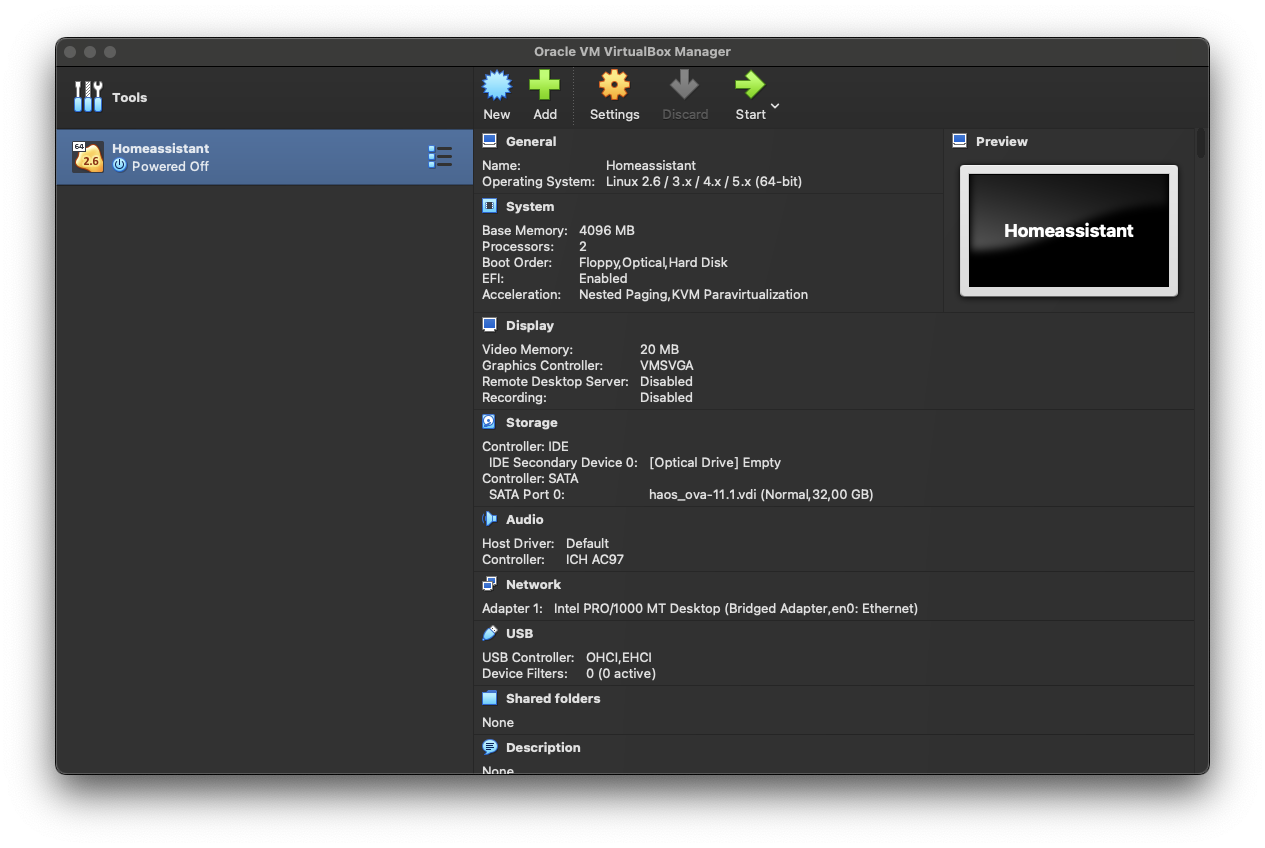 Oracle VM VirtualBox Manager
Tools
New Add Settings Discard Start
64
2.6
Homeassistant
Powered Off
General
Name: Homeassistant
Operating System: Linux 2.6 / 3.x / 4.x / 5.x (64-bit)
Preview
Homeassistant
System
Base Memory: 4096 MB
Processors: 2
Boot Order: Floppy,Optical,Hard Disk
EFI: Enabled
Acceleration: Nested Paging,KVM Paravirtualization
Display
Video Memory: 20 MB
Graphics Controller: VMSVGA
Remote Desktop Server: Disabled
Recording: Disabled
Storage
Controller: IDE
IDE Secondary Device 0: [Optical Drive] Empty
Controller: SATA
SATA Port 0: haos_ova-11.1.vdi (Normal,32,00 GB)
Audio
Host Driver: Default
Controller: ICH AC97
Network
Adapter 1: Intel PRO/1000 MT Desktop (Bridged Adapter,en0: Ethernet)
USB
USB Controller: OHCI,EHCI
Device Filters: 0 (0 active)
Shared folders
None
Description
None